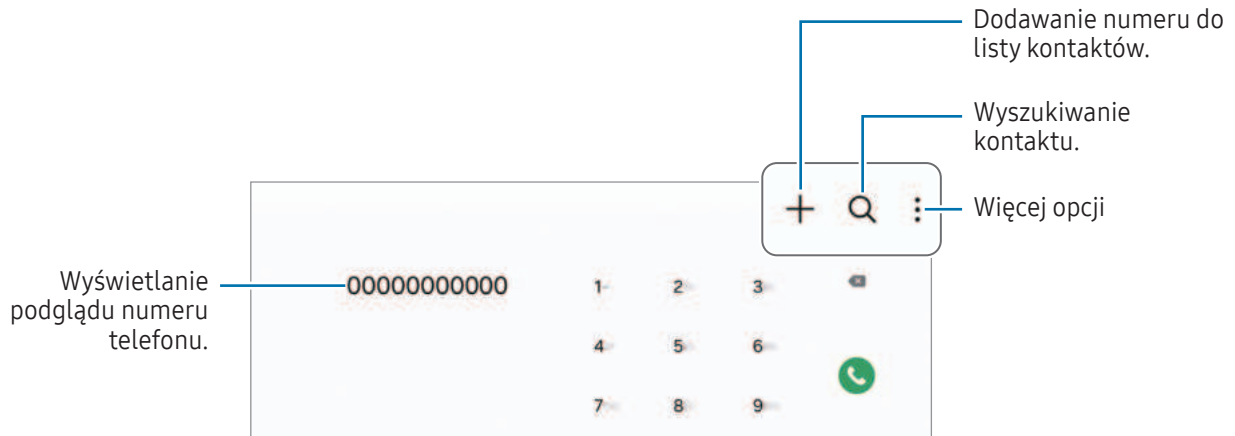 Dodawanie numeru do
listy kontaktów.
Wyszukiwanie
kontaktu.
Więcej opcji
Wyświetlanie
podglądu numeru
telefonu.
00000000000
1 2 3
4 5 6
7 8 9